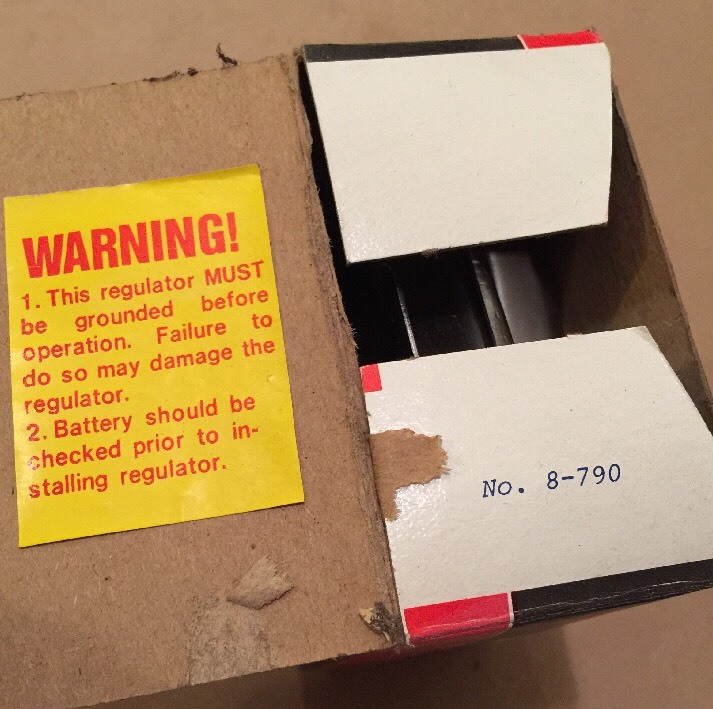 WARNING!
1. This regulator MUST
be grounded before
operation. Failure to
do so may damage the
regulator.
2. Battery should be
checked prior to in-
stalling regulator.
No. 8-790